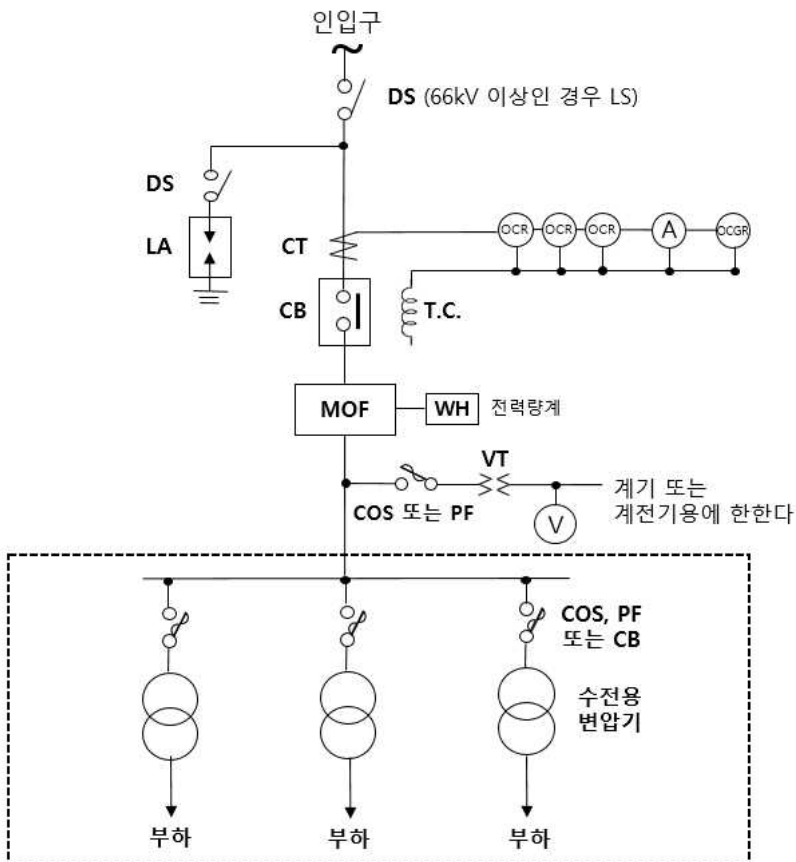 인입구
DS (66kV 이상인 경우 LS)
DS
LA
CT
OCR
OCR
OCR
A
OCGR
CB
T.C.
MOF
WH
전력량계
VT
COS 또는 PF
V
계기 또는
계전기용에 한한다
COS, PF
또는 CB
수전용
변압기
부하
부하
부하